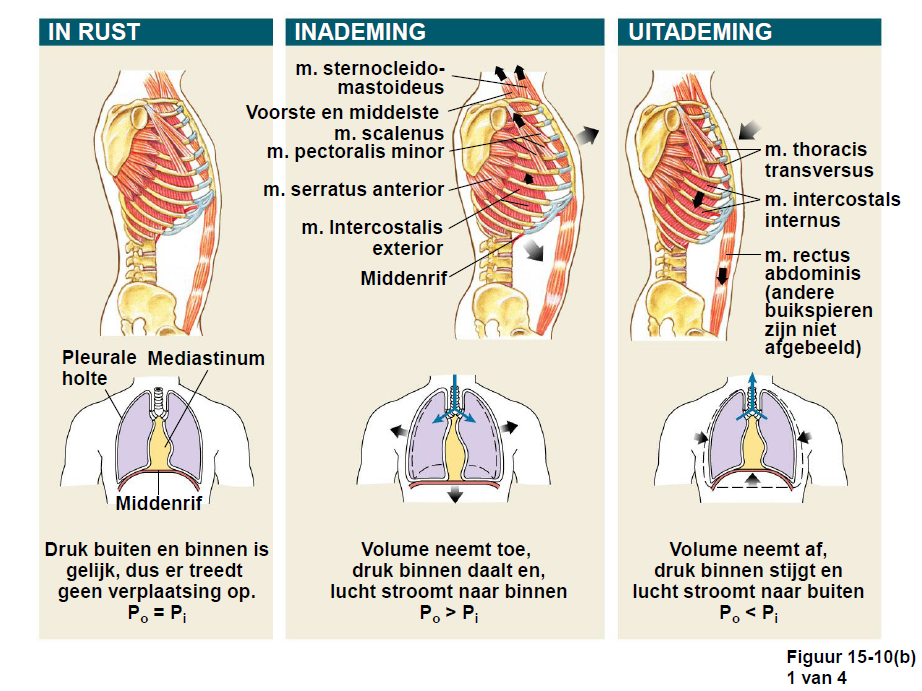 IN RUST
Pleurale Mediastinum
holte
Middenrif
Druk buiten en binnen is
gelijk, dus er treedt
geen verplaatsing op.
Po = Pi
INADEMING
m. sternocleido-
mastoideus
Voorste en middelste
m. scalenus
m. pectoralis minor
m. serratus anterior
m. Intercostalis
exterior
Middenrif
Volume neemt toe,
druk binnen daalt en,
lucht stroomt naar binnen
Po > Pi
UITADEMING
m. thoracis
transversus
m. intercostals
internus
m. rectus
abdominis
(andere
buikspieren
zijn niet
afgebeeld)
Volume neemt af,
druk binnen stijgt en
lucht stroomt naar buiten
Po < Pi
Figuur 15-10(b)
1 van 4